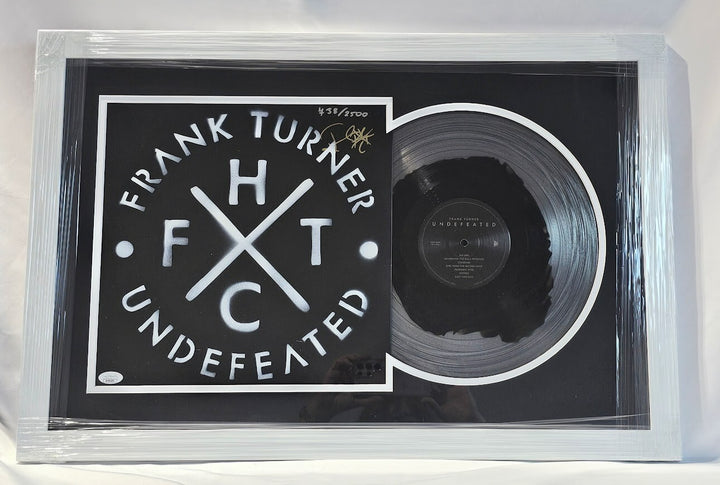 438/2500
FRANK TURNER
H
F T
C
UNDEFEATED
FRANK TURNER
UNDEFEATED